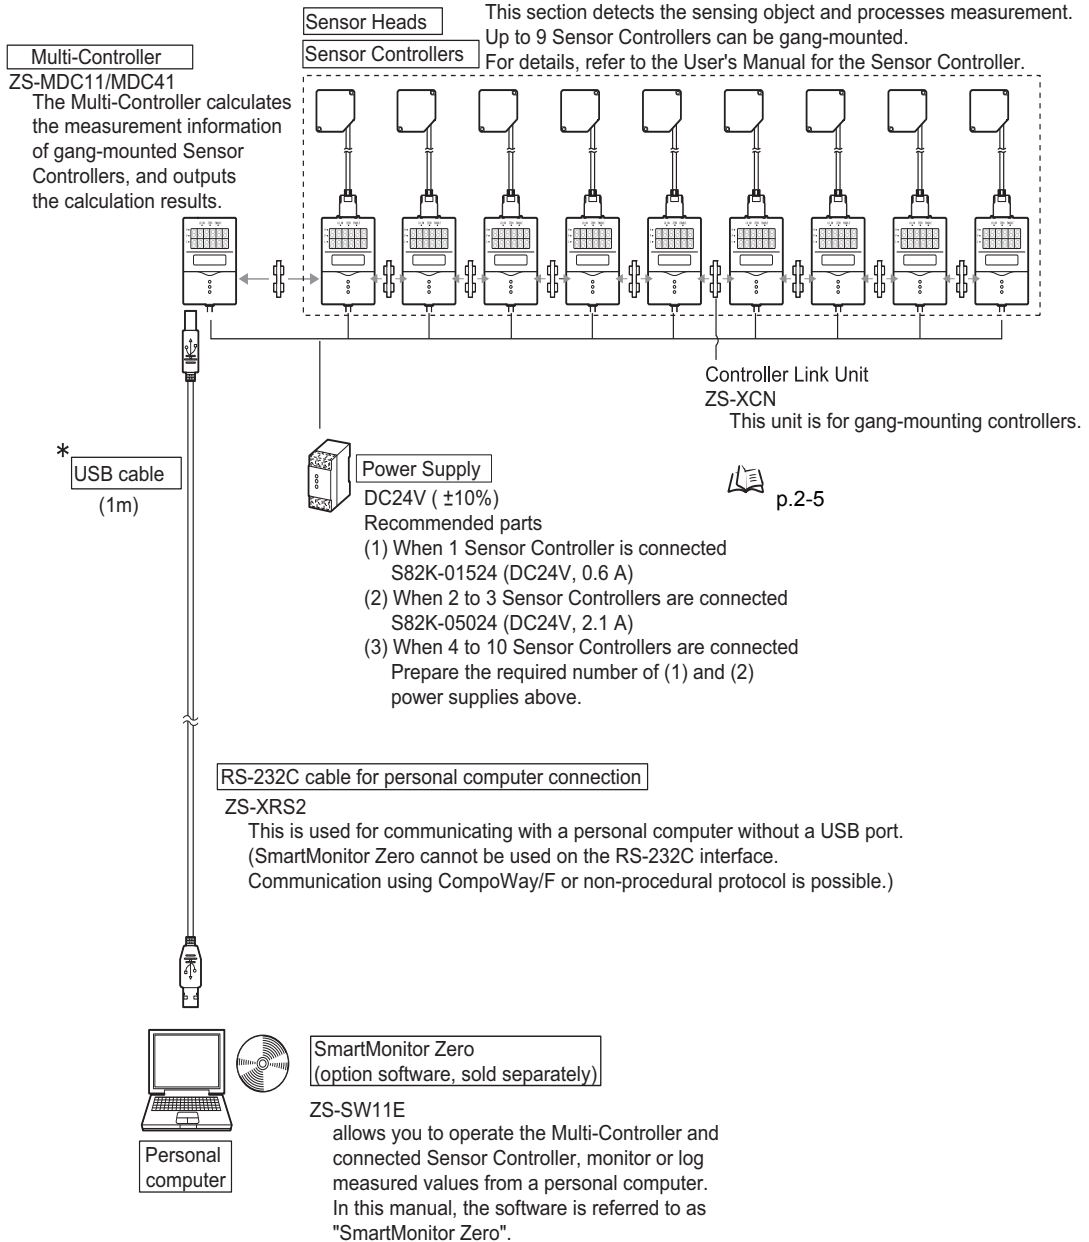 Sensor Heads
Sensor Controllers
This section detects the sensing object and processes measurement.
Up to 9 Sensor Controllers can be gang-mounted.
For details, refer to the User's Manual for the Sensor Controller.
Multi-Controller
ZS-MDC11/MDC41
The Multi-Controller calculates
the measurement information
of gang-mounted Sensor
Controllers, and outputs
the calculation results.
Controller Link Unit
ZS-XCN
This unit is for gang-mounting controllers.
p.2-5
*
USB cable
(1m)
Power Supply
DC24V ( ±10%)
Recommended parts
(1) When 1 Sensor Controller is connected
S82K-01524 (DC24V, 0.6 A)
(2) When 2 to 3 Sensor Controllers are connected
S82K-05024 (DC24V, 2.1 A)
(3) When 4 to 10 Sensor Controllers are connected
Prepare the required number of (1) and (2)
power supplies above.
RS-232C cable for personal computer connection
ZS-XRS2
This is used for communicating with a personal computer without a USB port.
(SmartMonitor Zero cannot be used on the RS-232C interface.
Communication using CompoWay/F or non-procedural protocol is possible.)
Personal
computer
SmartMonitor Zero
(option software, sold separately)
ZS-SW11E
allows you to operate the Multi-Controller and
connected Sensor Controller, monitor or log
measured values from a personal computer.
In this manual, the software is referred to as
"SmartMonitor Zero".